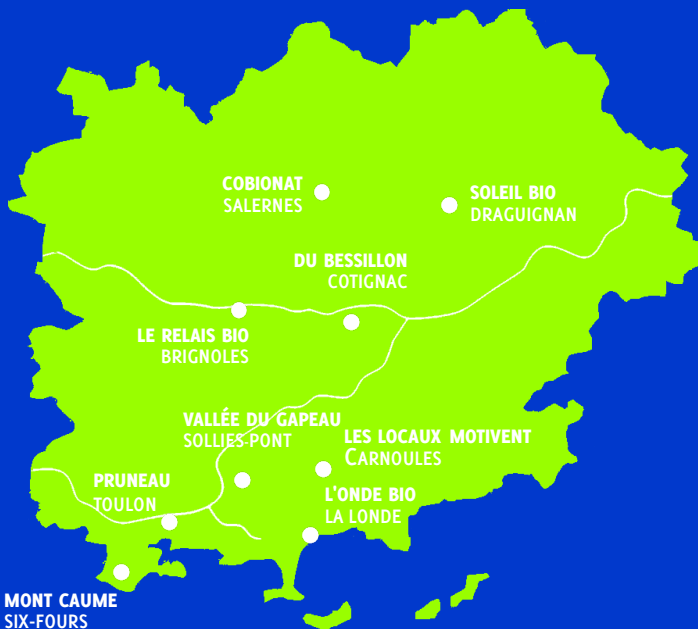 COBIONAT
SALERNES
SOLEIL BIO
DRAGUIGNAN
DU BESSILLON
COTIGNAC
LE RELAIS BIO
BRIGNOLES
VALLÉE DU GAPEAU
SOLLIES-PONT
LES LOCAUX MOTIVENT
CARNOULES
PRUNEAU
TOULON
L'ONDE BIO
LA LONDE
MONT CAUME
SIX-FOURS